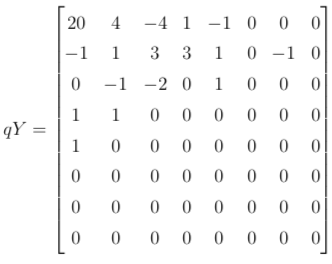 qY =
20 4 -4 1 -1 0 0 0
-1 1 3 3 1 0 -1 0
0 -1 -2 0 1 0 0 0
1 1 0 0 0 0 0 0
1 0 0 0 0 0 0 0
0 0 0 0 0 0 0 0
0 0 0 0 0 0 0 0
0 0 0 0 0 0 0 0